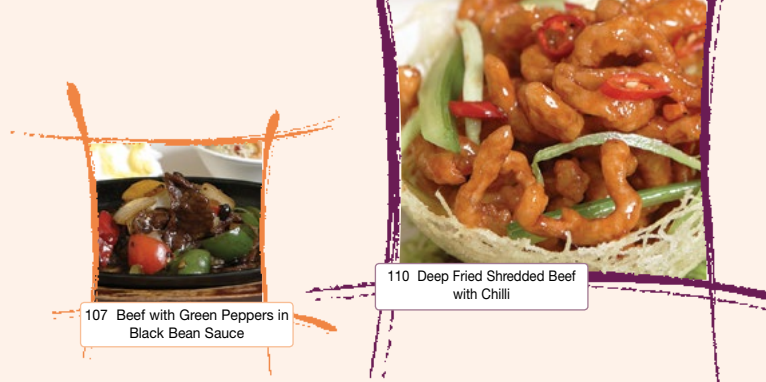 110 Deep Fried Shredded Beef
with Chilli
107 Beef with Green Peppers in
Black Bean Sauce